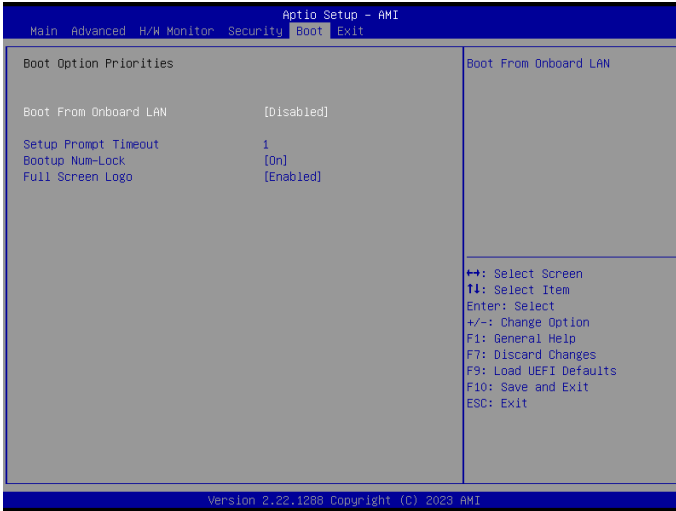 Aptio Setup – AMI
Main Advanced H/W Monitor Security Boot Exit
Boot Option Priorities
Boot From Onboard LAN [Disabled]
Setup Prompt Timeout 1
Bootup Num-Lock [On]
Full Screen Logo [Enabled]
Boot From Onboard LAN
↔: Select Screen
↑↓: Select Item
Enter: Select
+/-: Change Option
F1: General Help
F7: Discard Changes
F9: Load UEFI Defaults
F10: Save and Exit
ESC: Exit
Version 2.22.1288 Copyright (C) 2023 AMI